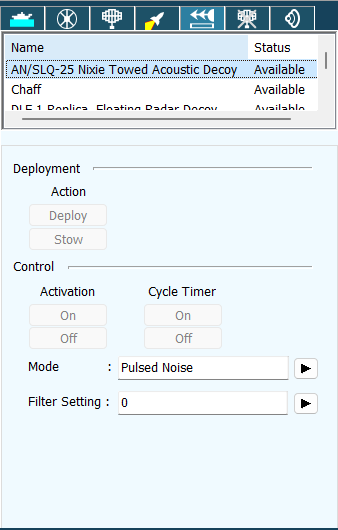 Name Status
AN/SLQ-25 Nixie Towed Acoustic Decoy Available
Chaff Available
DLF 1 Replica Floating Radar Decoy Available
Deployment
Action
Deploy
Stow
Control
Activation Cycle Timer
On On
Off Off
Mode : Pulsed Noise
Filter Setting : 0